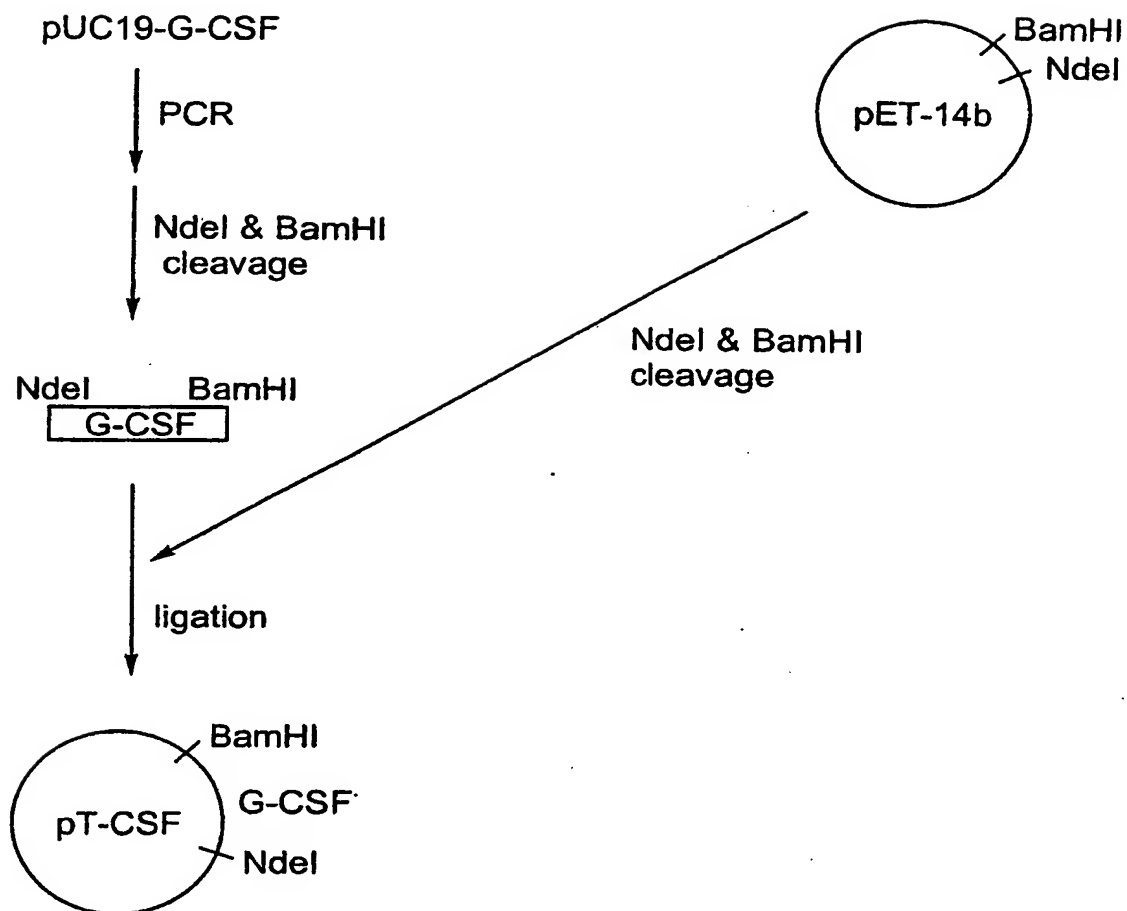 pUC19-G-CSF
PCR
NdeI & BamHI
cleavage
NdeI BamHI
G-CSF
ligation
BamHI
NdeI
pET-14b
NdeI & BamHI
cleavage
BamHI
G-CSF
pT-CSF
NdeI